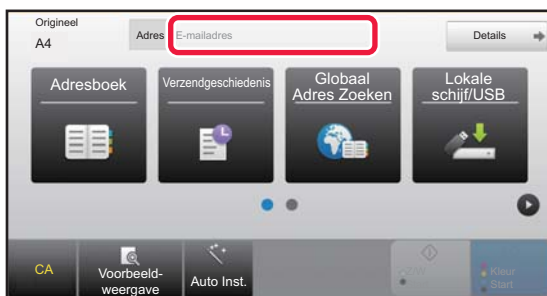 Origineel
A4
Adres
E-mailadres
Details
Adresboek
Verzendgeschiedenis
Globaal
Adres Zoeken
Lokale
schijf/USB
CA
Voorbeeld-
weergave
Auto Inst.
Z/W
Start
Kleur
Start